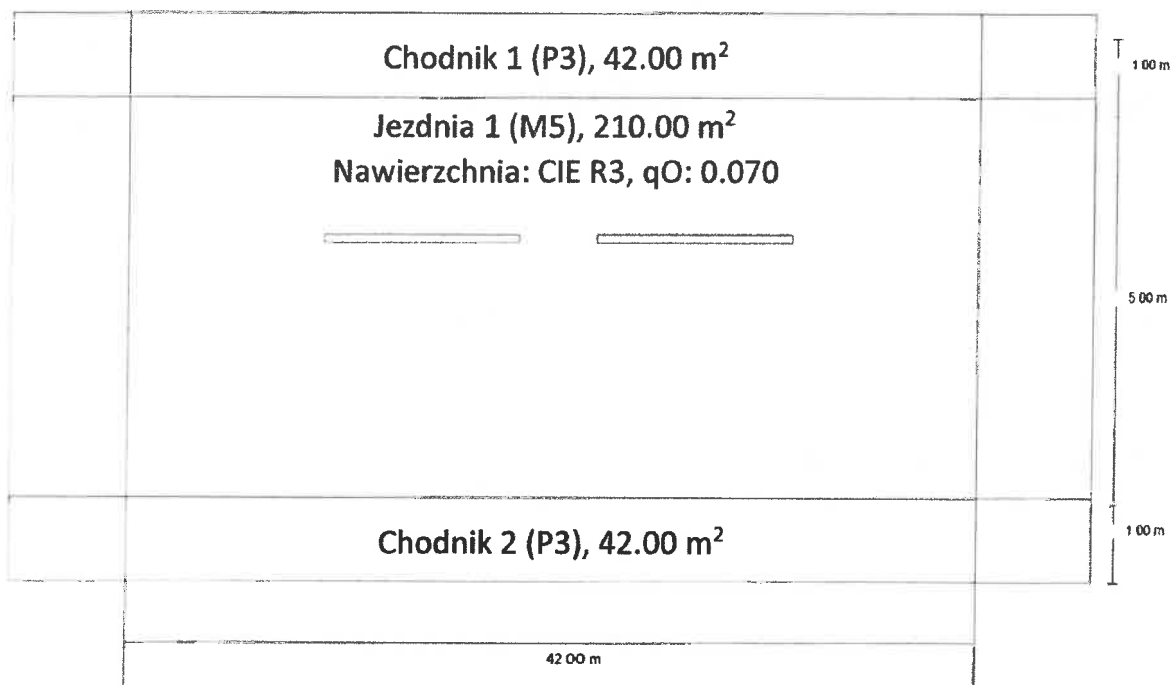 Chodnik 1 (P3), 42.00 m²
1 00 m
Jezdnia 1 (M5), 210.00 m²
Nawierzchnia: CIE R3, qO: 0.070
5 00 m
Chodnik 2 (P3), 42.00 m²
1 00 m
42 00 m